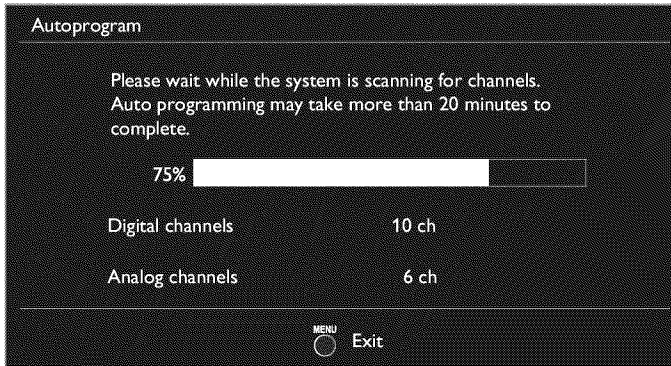 Autoprogram
Please wait while the system is scanning for channels.
Auto programming may take more than 20 minutes to
complete.
75%
Digital channels 10 ch
Analog channels 6 ch
MENU
Exit